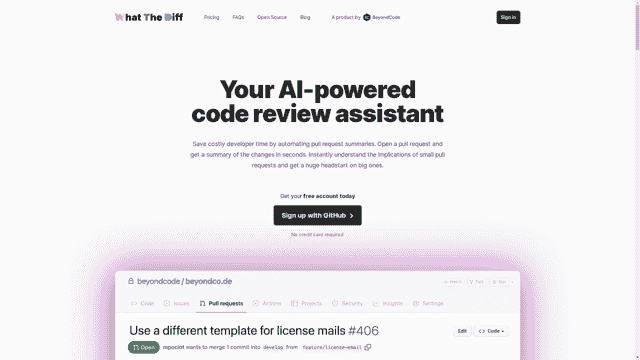 What The Diff
Pricing
FAQs
Open Source
Blog
A product by BeyondCode
Sign in
Your AI-powered
code review assistant
Save costly developer time by automating pull request summaries. Open a pull request and
get a summary of the changes in seconds. Instantly understand the implications of small pull
requests and get a huge headstart on big ones.
Get your free account today
Sign up with GitHub
No credit card required
beyondcode / beyondco.de
Code
Issues
Pull requests
Actions
Projects
Security
Insights
Settings
Use a different template for license mails #406
Edit
Code
Open
mpociot wants to merge 1 commit into develop from feature/license-email